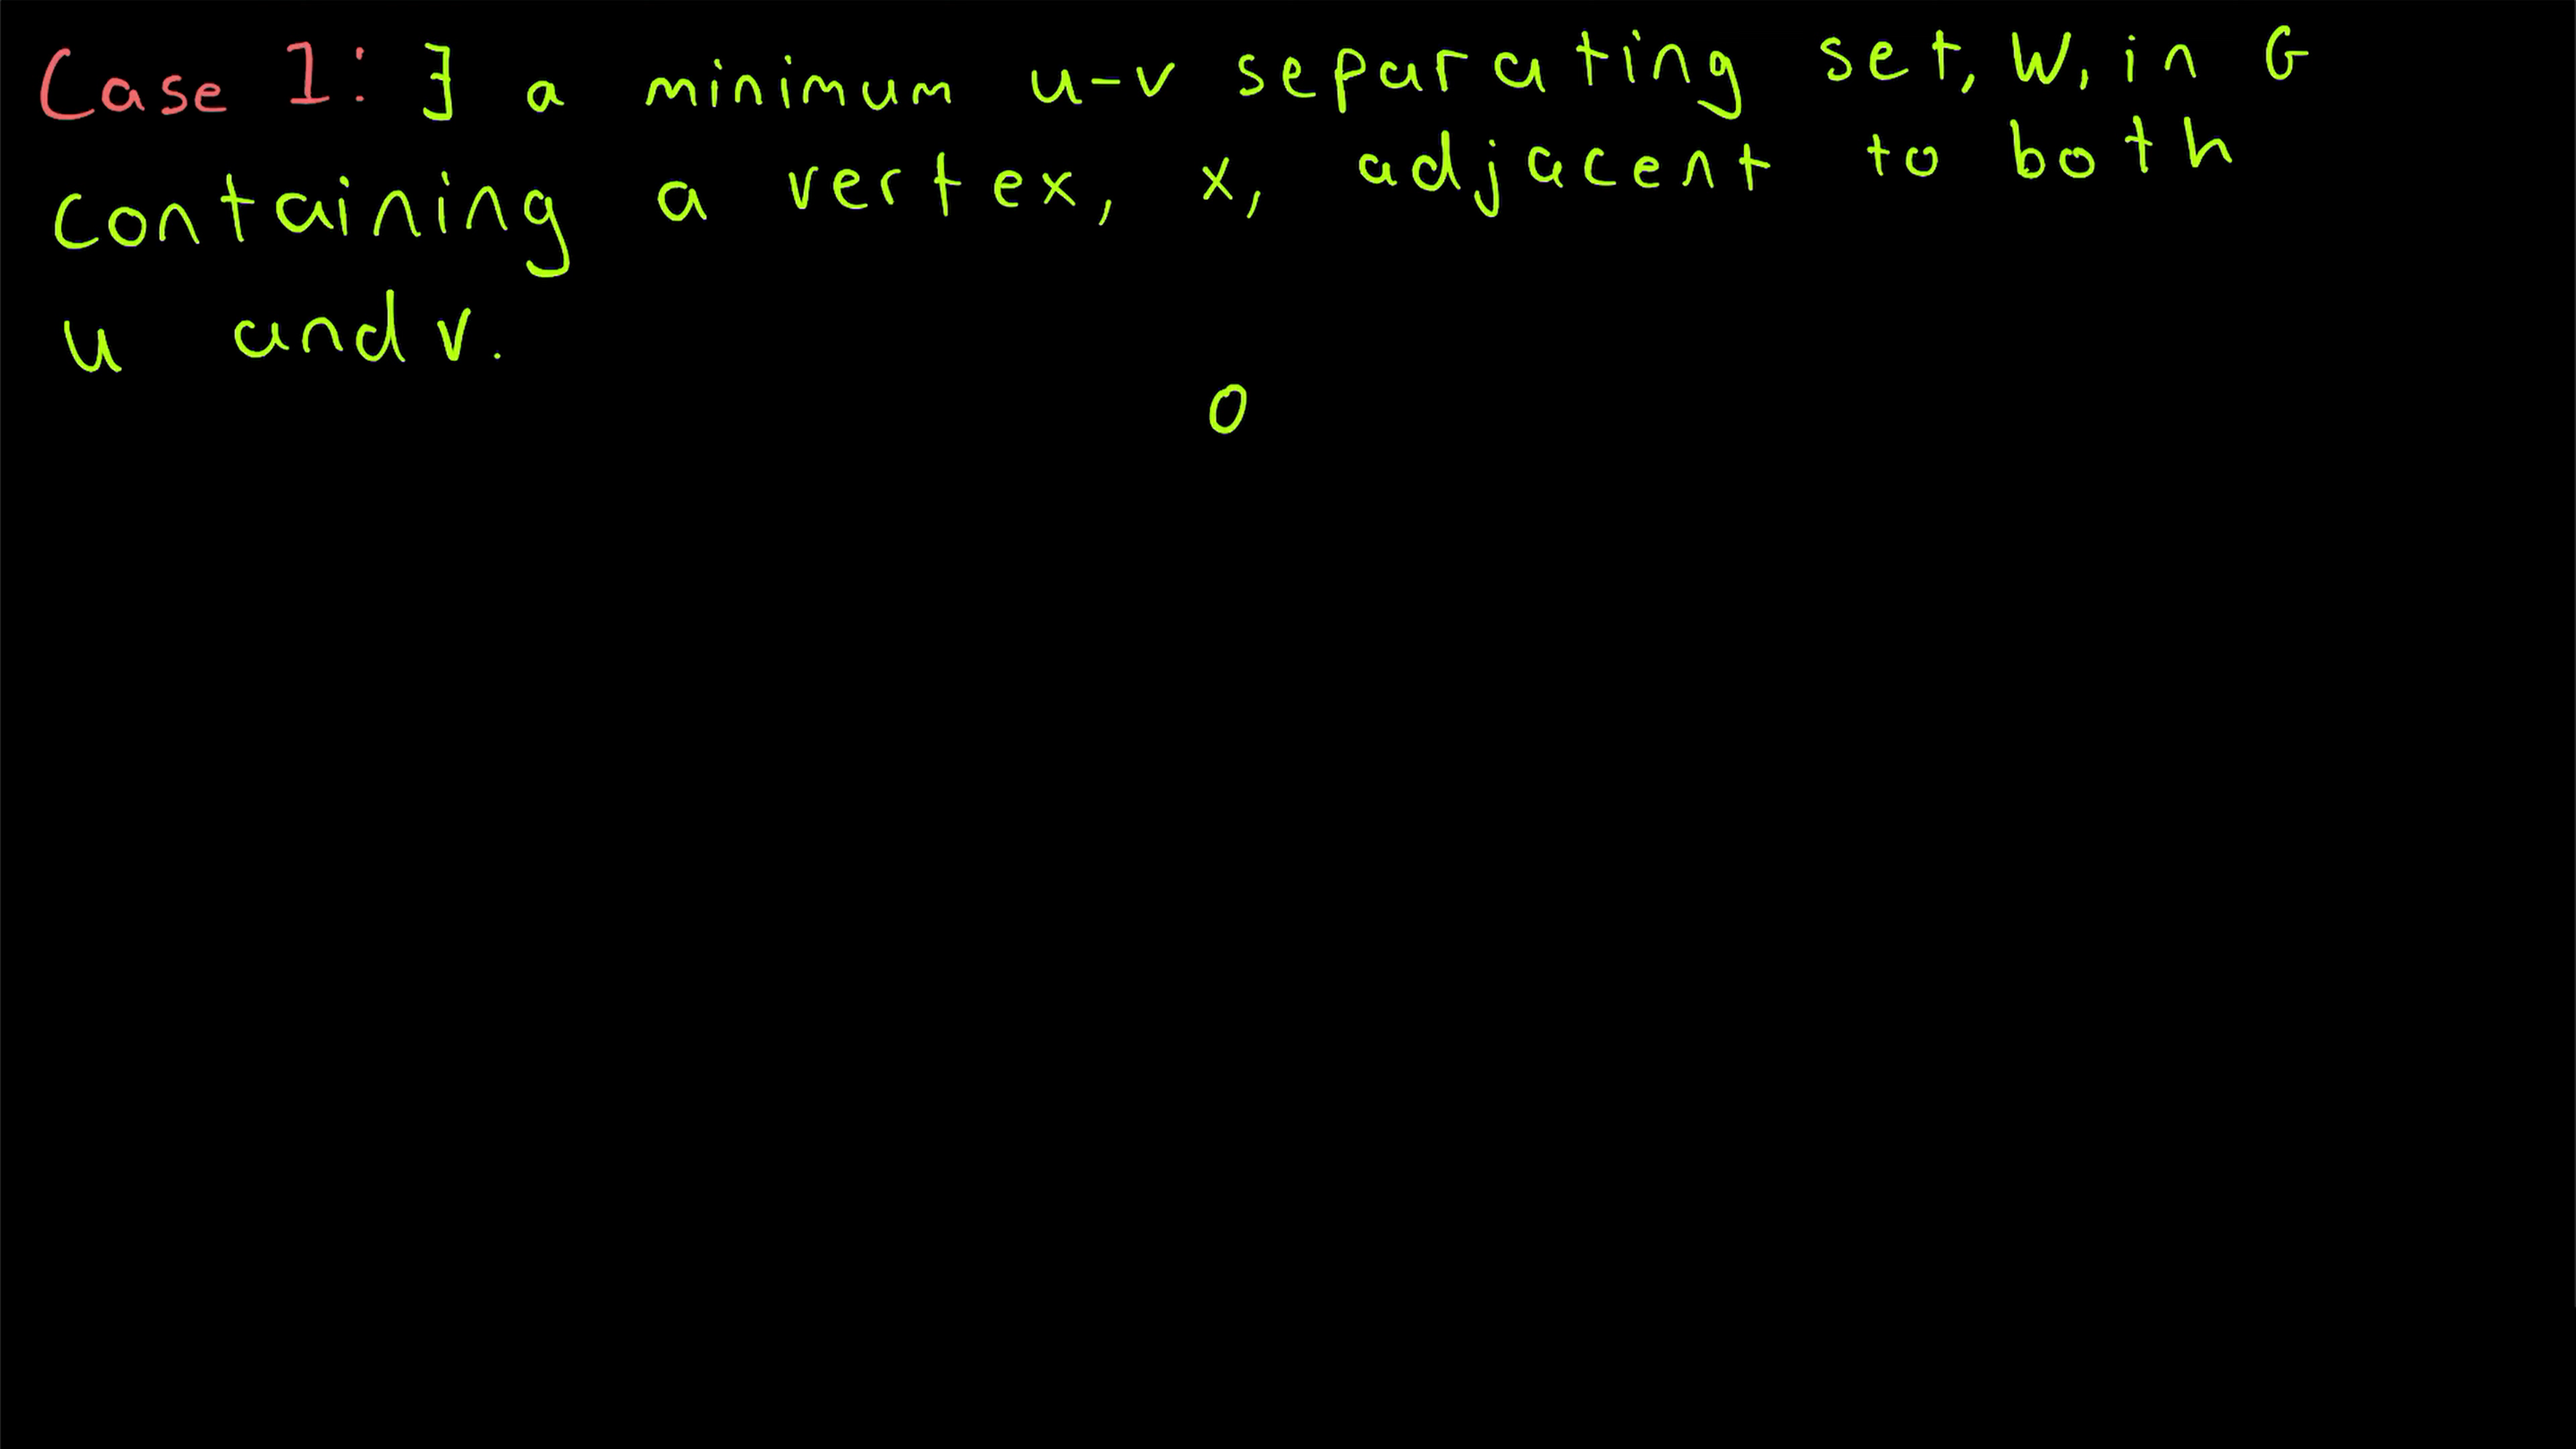 Case 1: ∃ a minimum u-v separating set, W, in G
containing a vertex, x, adjacent to both
u and v.